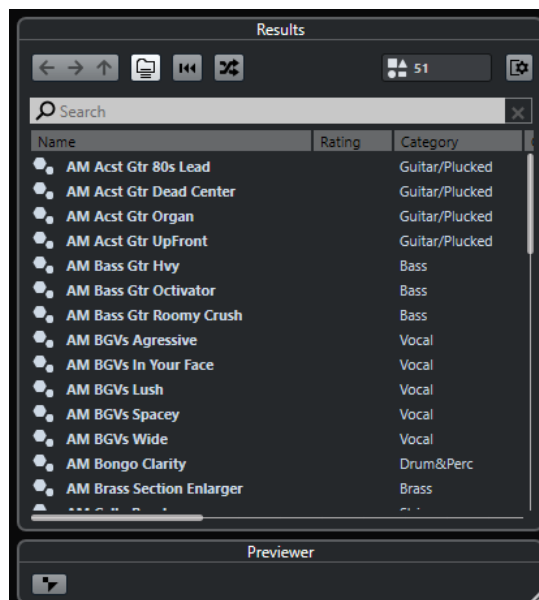 Results
51
Search
Name Rating Category
AM Acst Gtr 80s Lead Guitar/Plucked
AM Acst Gtr Dead Center Guitar/Plucked
AM Acst Gtr Organ Guitar/Plucked
AM Acst Gtr UpFront Guitar/Plucked
AM Bass Gtr Hvy Bass
AM Bass Gtr Octivator Bass
AM Bass Gtr Roomy Crush Bass
AM BGVs Agressive Vocal
AM BGVs In Your Face Vocal
AM BGVs Lush Vocal
AM BGVs Spacey Vocal
AM BGVs Wide Vocal
AM Bongo Clarity Drum&Perc
AM Brass Section Enlarger Brass
Previewer